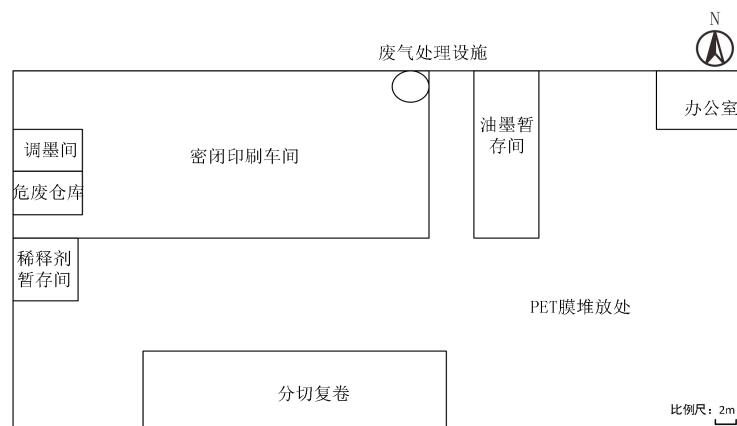 N
废气处理设施
办公室
油墨暂
存间
调墨间
密闭印刷车间
危废仓库
稀释剂
暂存间
PET膜堆放处
分切复卷
比例尺：2m